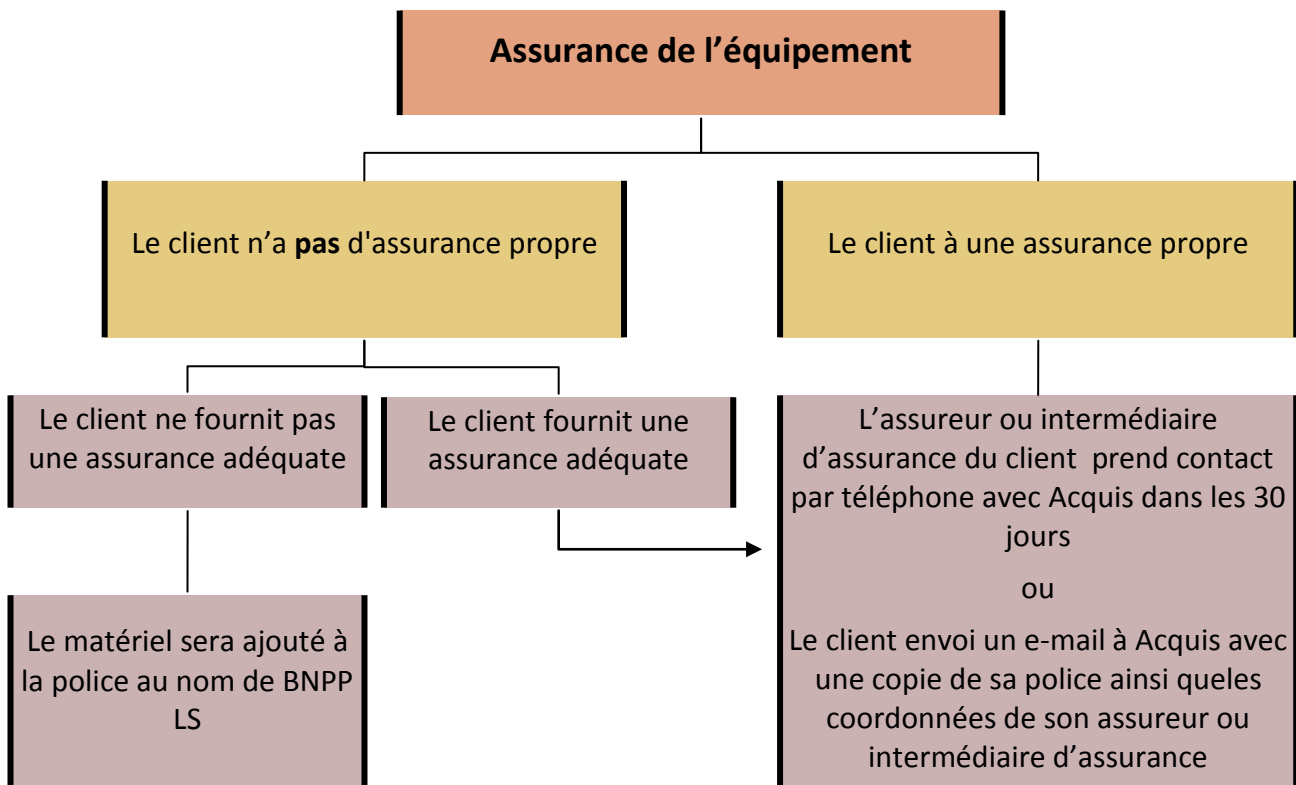 Assurance de l’équipement
Le client n’a pas d'assurance propre
Le client à une assurance propre
Le client ne fournit pas
une assurance adéquate
Le client fournit une
assurance adéquate
L’assureur ou intermédiaire
d’assurance du client prend contact
par téléphone avec Acquis dans les 30
jours
ou
Le client envoi un e-mail à Acquis avec
une copie de sa police ainsi queles
coordonnées de son assureur ou
intermédiaire d’assurance
Le matériel sera ajouté à
la police au nom de BNPP
LS